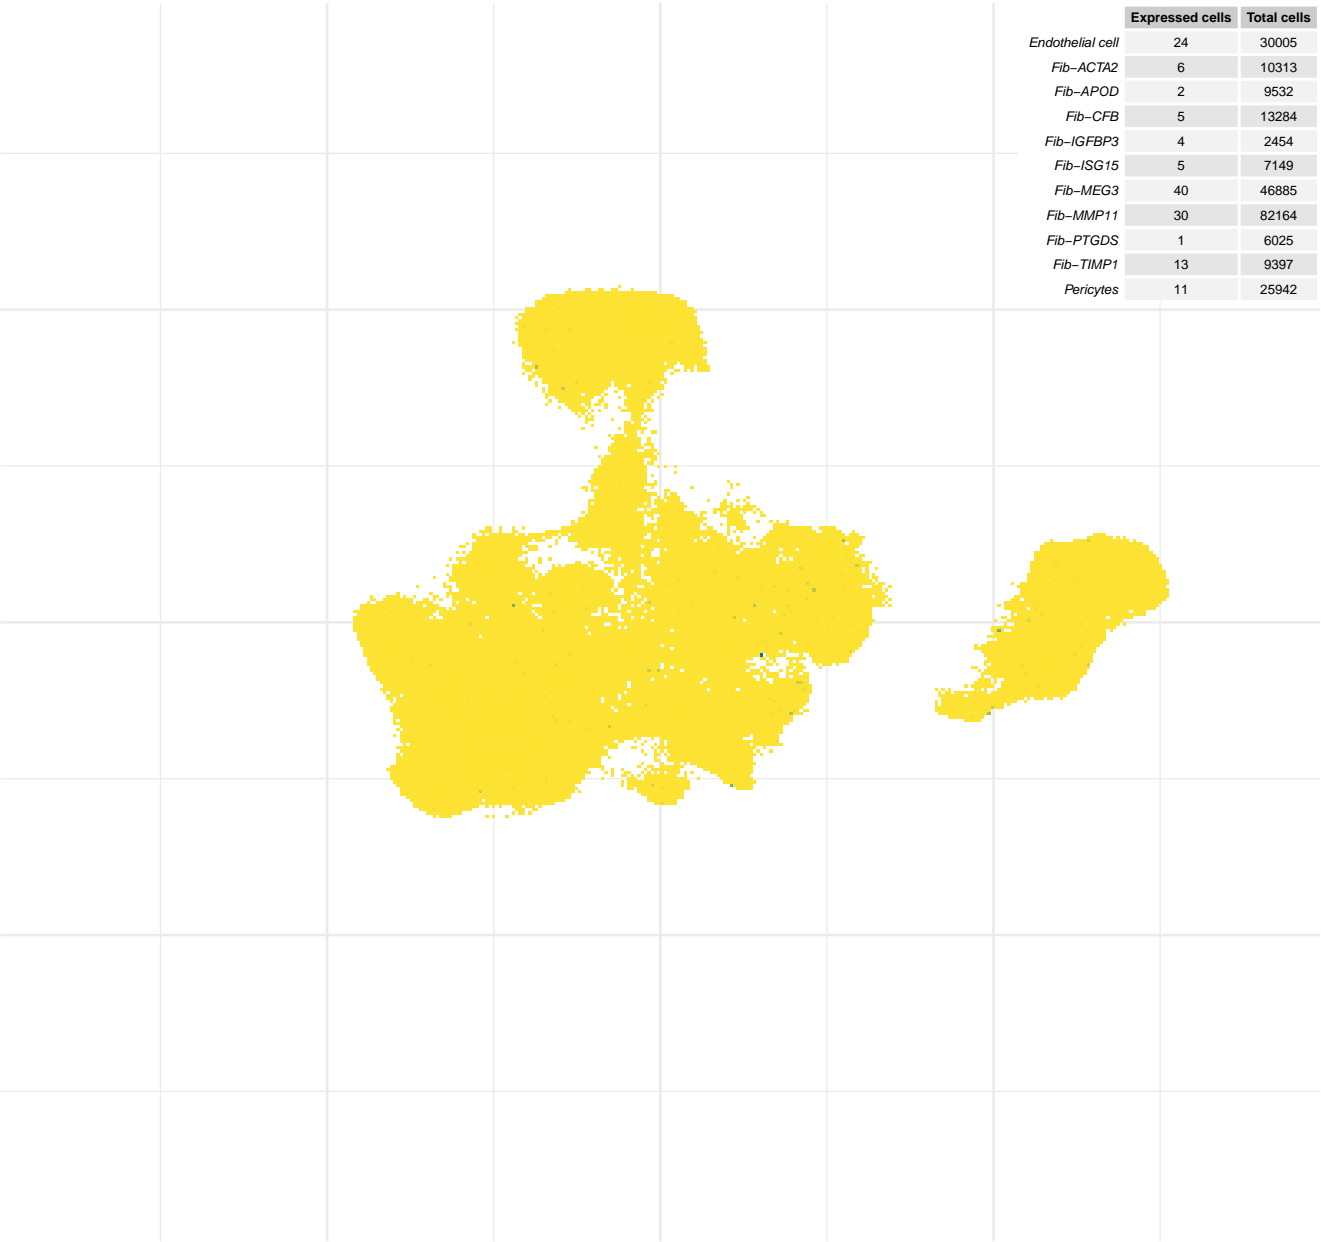 Expressed cells Total cells
Endothelial cell 24 30005
Fib−ACTA2 6 10313
Fib−APOD 2 9532
Fib−CFB 5 13284
Fib−IGFBP3 4 2454
Fib−ISG15 5 7149
Fib−MEG3 40 46885
Fib−MMP11 30 82164
Fib−PTGDS 1 6025
Fib−TIMP1 13 9397
Pericytes 11 25942